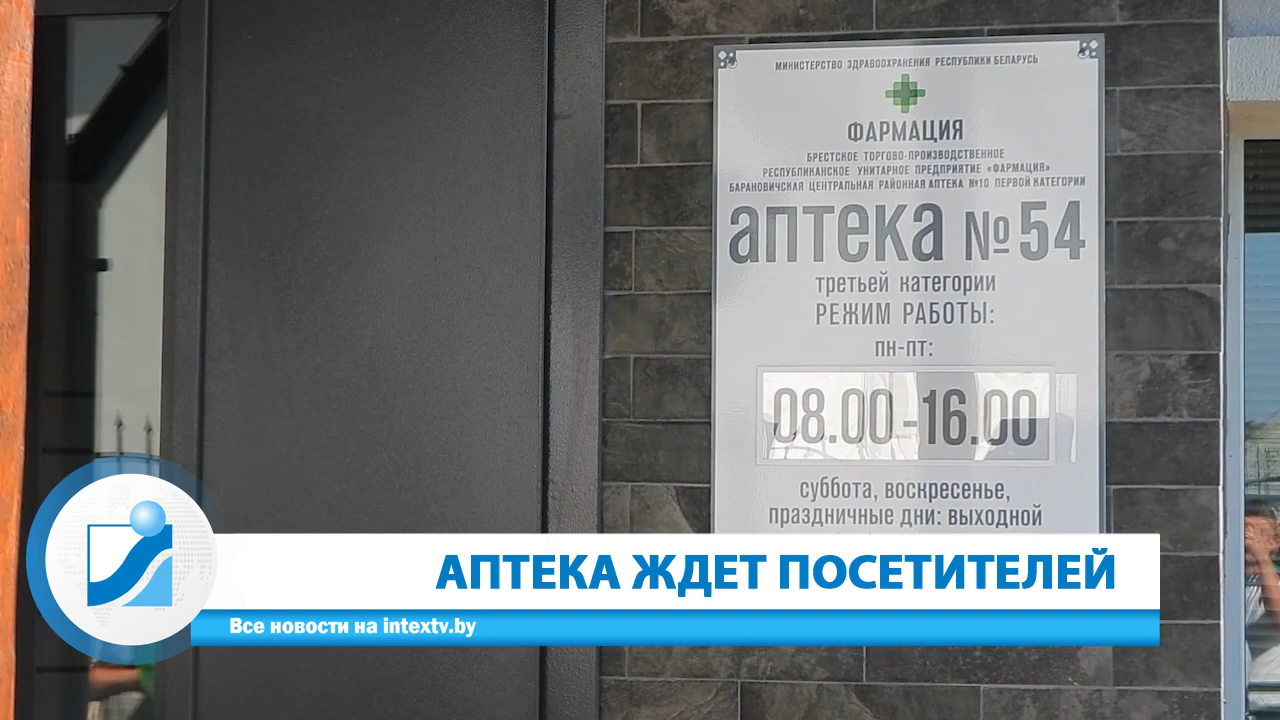 МИНИСТЕРСТВО ЗДРАВООХРАНЕНИЯ РЕСПУБЛИКИ БЕЛАРУСЬ
ФАРМАЦИЯ
БРЕСТСКОЕ ТОРГОВО-ПРОИЗВОДСТВЕННОЕ
РЕСПУБЛИКАНСКОЕ УНИТАРНОЕ ПРЕДПРИЯТИЕ «ФАРМАЦИЯ»
БАРАНОВИЧСКАЯ ЦЕНТРАЛЬНАЯ РАЙОННАЯ АПТЕКА №10 ПЕРВОЙ КАТЕГОРИИ
аптека № 54
третьей категории
РЕЖИМ РАБОТЫ:
пн-пт:
08.00-16.00
суббота, воскресенье,
праздничные дни: выходной
АПТЕКА ЖДЕТ ПОСЕТИТЕЛЕЙ
Все новости на intextv.by